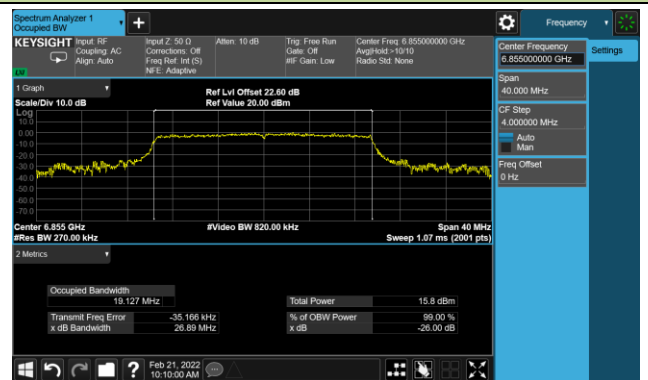 Spectrum Analyzer 1
Occupied BW
Frequency
KEYSIGHT
Input: RF
Coupling: AC
Align: Auto
Input Z: 50 Ω
Corrections: Off
Freq Ref: Int (S)
NFE: Adaptive
Atten: 10 dB
Trig: Free Run
Gate: Off
#IF Gain: Low
Center Freq: 6.855000000 GHz
Avg|Hold:>10/10
Radio Std: None
Center Frequency
6.855000000 GHz
Settings
Span
40.000 MHz
CF Step
4.000000 MHz
Auto
Man
Freq Offset
0 Hz
1 Graph
Scale/Div 10.0 dB
Ref Lvl Offset 22.60 dB
Ref Value 20.00 dBm
Log
10.0
0.00
-10.0
-20.0
-30.0
-40.0
-50.0
-60.0
-70.0
Center 6.855 GHz
#Video BW 820.00 kHz
Span 40 MHz
#Res BW 270.00 kHz
Sweep 1.07 ms (2001 pts)
2 Metrics
Occupied Bandwidth
19.127 MHz
Total Power 15.8 dBm
Transmit Freq Error -35.166 kHz
% of OBW Power 99.00 %
x dB Bandwidth 26.89 MHz
x dB -26.00 dB
?
Feb 21, 2022
10:10:00 AM